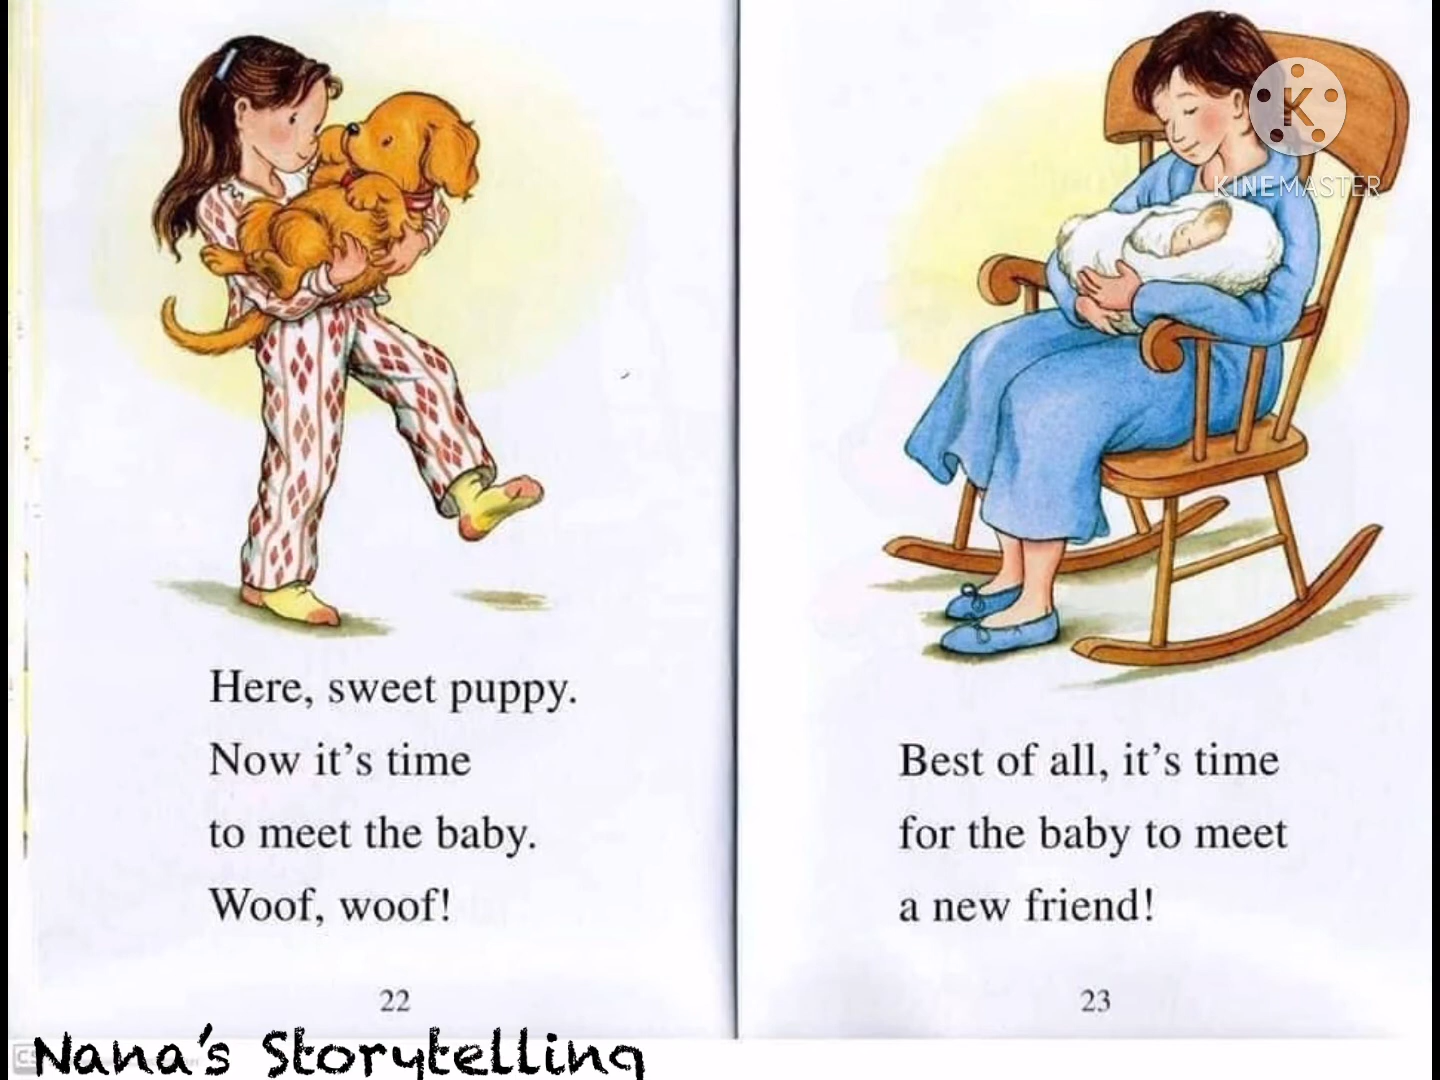 K
KINEMASTER
Here, sweet puppy.
Now it's time
to meet the baby.
Woof, woof!
22
Best of all, it's time
for the baby to meet
a new friend!
23
CS
Nana's Storytelling